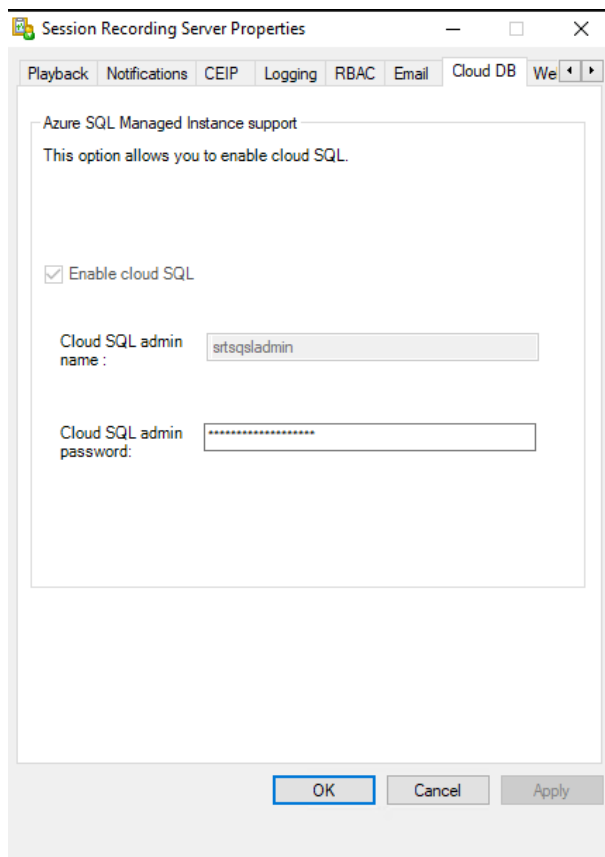 Session Recording Server Properties
Playback Notifications CEIP Logging RBAC Email Cloud DB We
Azure SQL Managed Instance support
This option allows you to enable cloud SQL.
Enable cloud SQL
Cloud SQL admin
name :
srtsqsladmin
Cloud SQL admin
password:
*******************
OK Cancel Apply